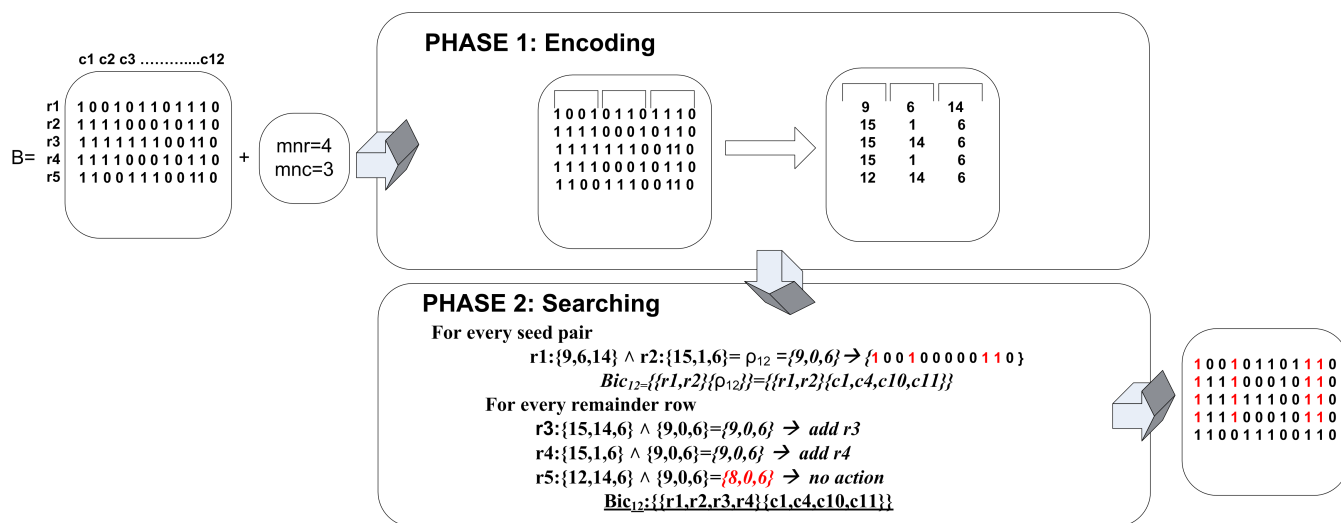 c1 c2 c3 ..............c12
B=
r1 1 0 0 1 0 1 1 0 1 1 1 0
r2 1 1 1 1 0 0 0 1 0 1 1 0
r3 1 1 1 1 1 1 1 0 0 1 1 0
r4 1 1 1 1 0 0 0 1 0 1 1 0
r5 1 1 0 0 1 1 1 0 0 1 1 0
+
mnr=4
mnc=3
PHASE 1: Encoding
1 0 0 1 0 1 1 0 1 1 1 0
1 1 1 1 0 0 0 1 0 1 1 0
1 1 1 1 1 1 1 0 0 1 1 0
1 1 1 1 0 0 0 1 0 1 1 0
1 1 0 0 1 1 1 0 0 1 1 0
9 6 14
15 1 6
15 14 6
15 1 6
12 14 6
PHASE 2: Searching
For every seed pair
r1:{9,6,14} ∧ r2:{15,1,6}= ρ12 ={9,0,6} → {1 0 0 1 0 0 0 0 0 1 1 0 }
Bic12={{r1,r2}{ρ12}}={{r1,r2}{c1,c4,c10,c11}}
For every remainder row
r3:{15,14,6} ∧ {9,0,6}={9,0,6} → add r3
r4:{15,1,6} ∧ {9,0,6}={9,0,6} → add r4
r5:{12,14,6} ∧ {9,0,6}={8,0,6} → no action
Bic12:{{r1,r2,r3,r4}{c1,c4,c10,c11}}
1 0 0 1 0 1 1 0 1 1 1 0
1 1 1 1 0 0 0 1 0 1 1 0
1 1 1 1 1 1 1 0 0 1 1 0
1 1 1 1 0 0 0 1 0 1 1 0
1 1 0 0 1 1 1 0 0 1 1 0